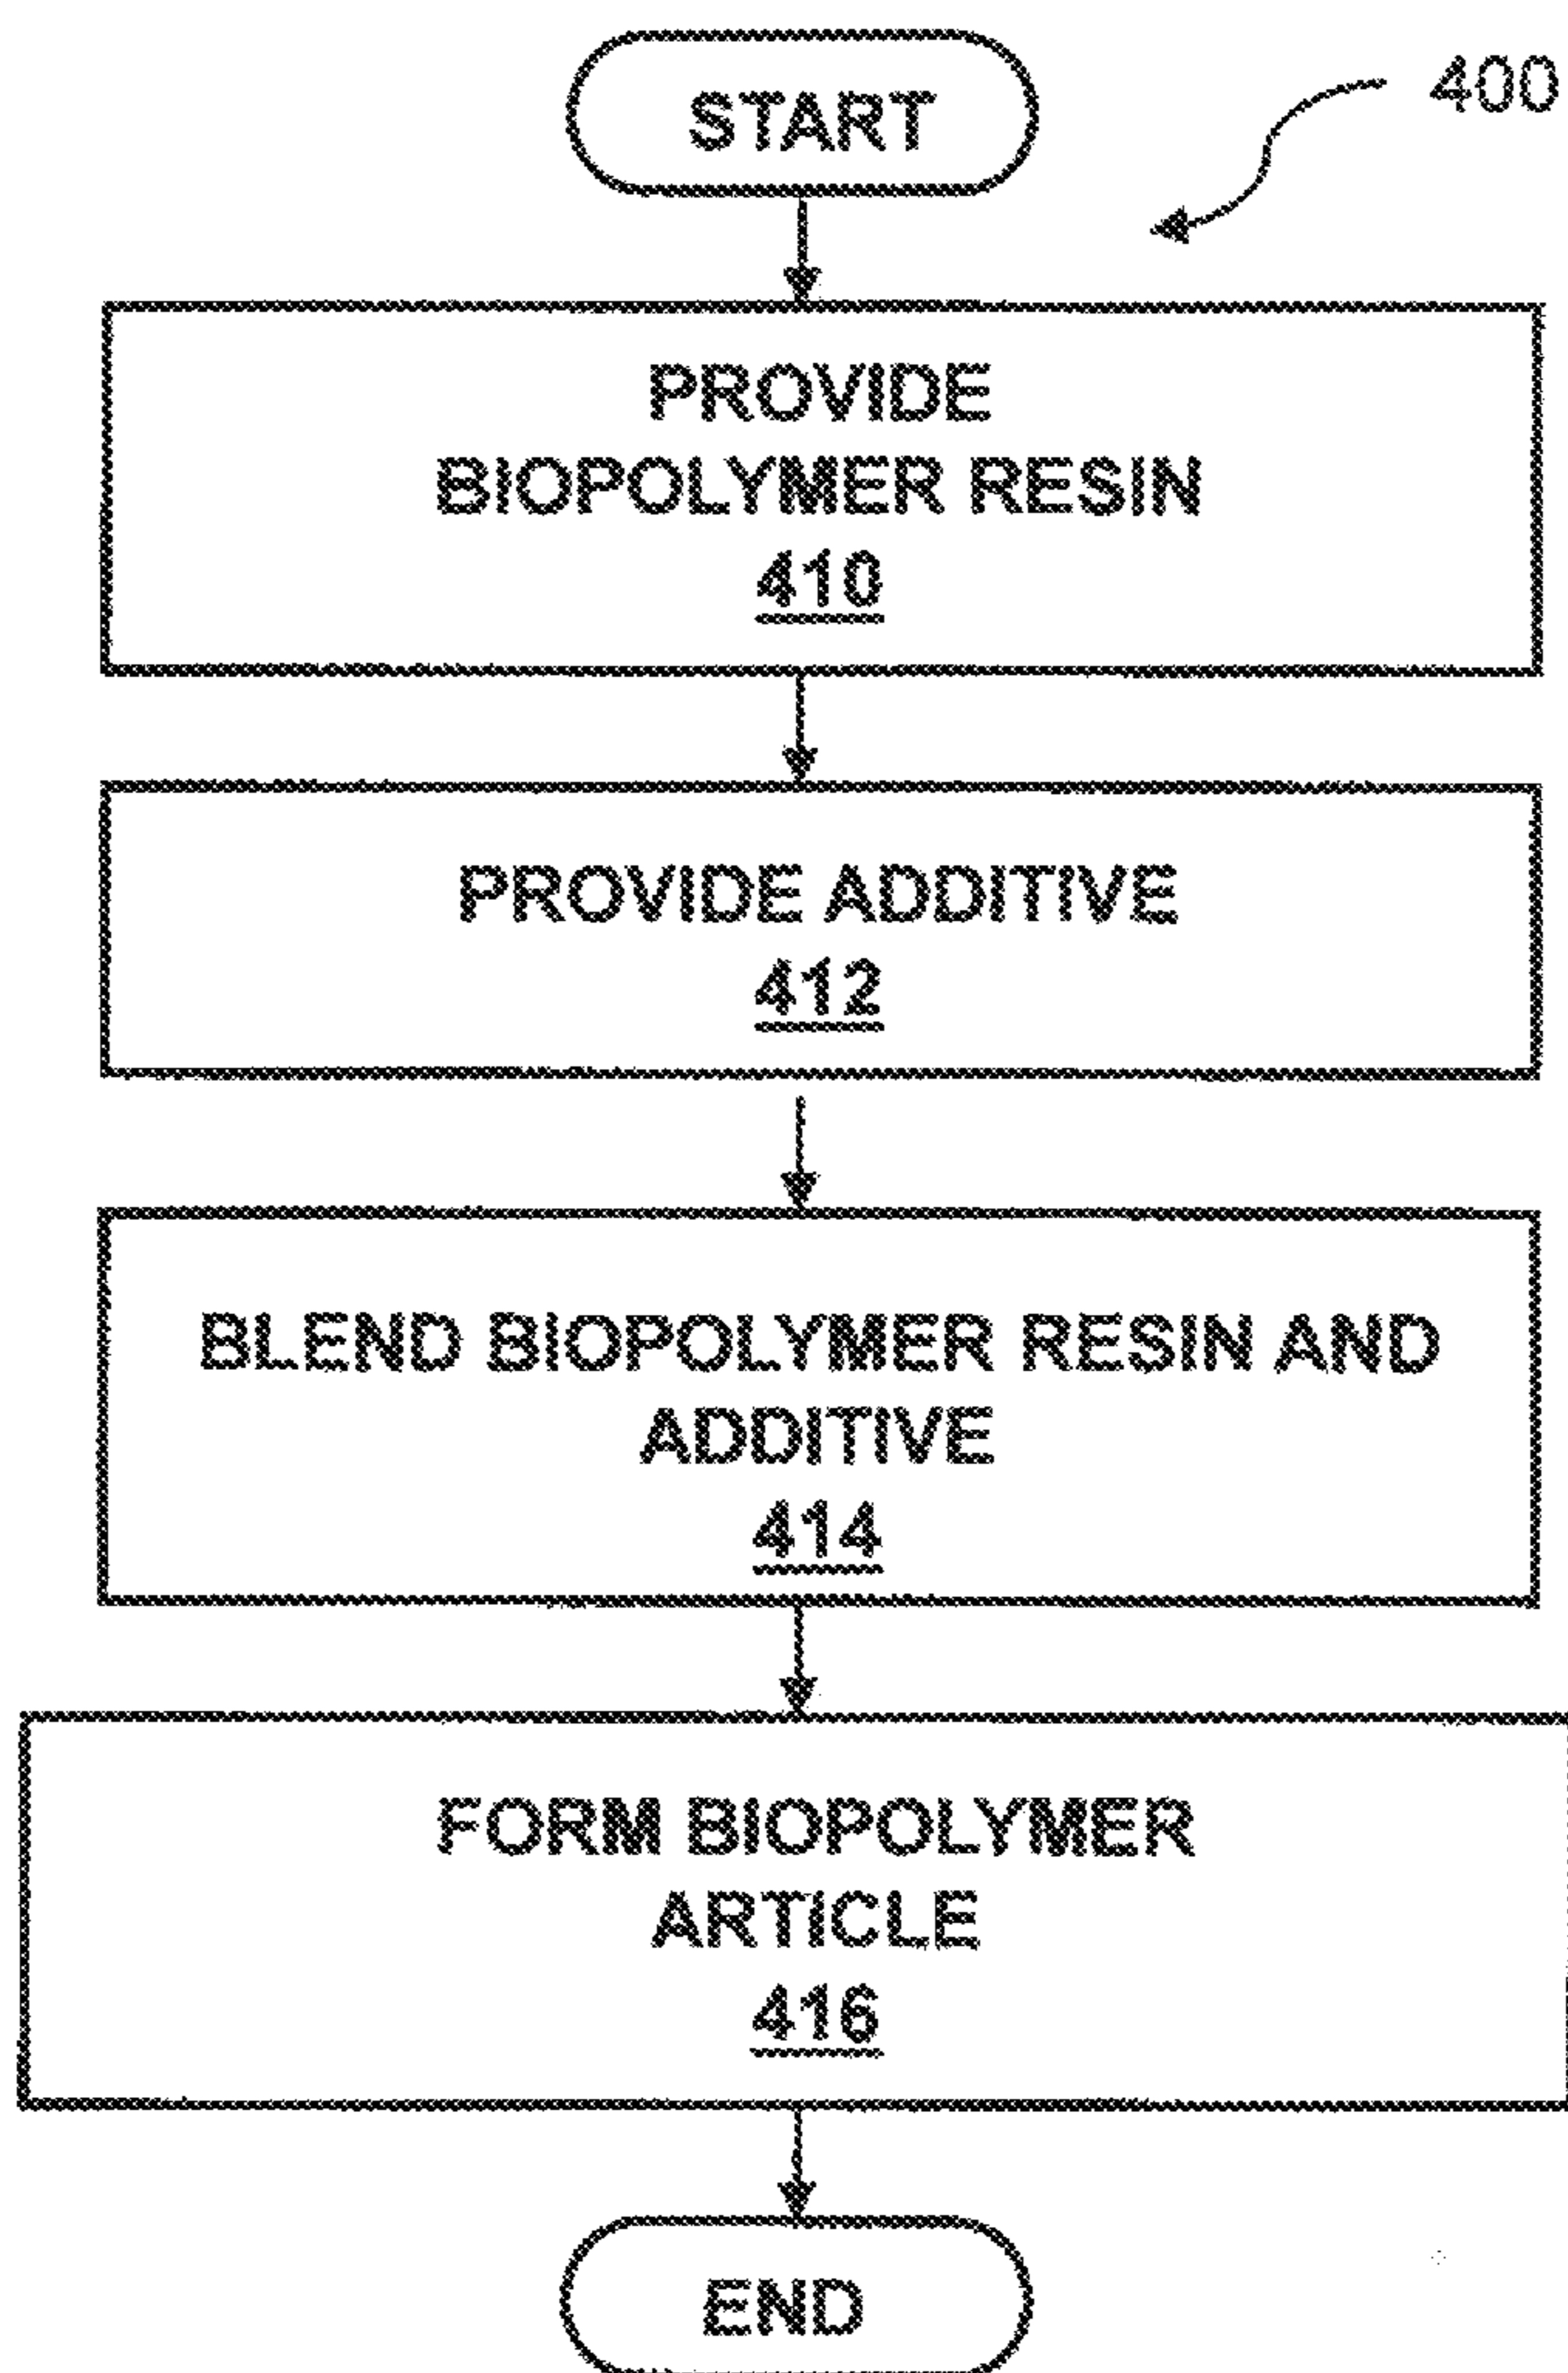 START
400
PROVIDE
BIOPOLYMER RESIN
410
PROVIDE ADDITIVE
412
BLEND BIOPOLYMER RESIN AND
ADDITIVE
414
FORM BIOPOLYMER
ARTICLE
416
END